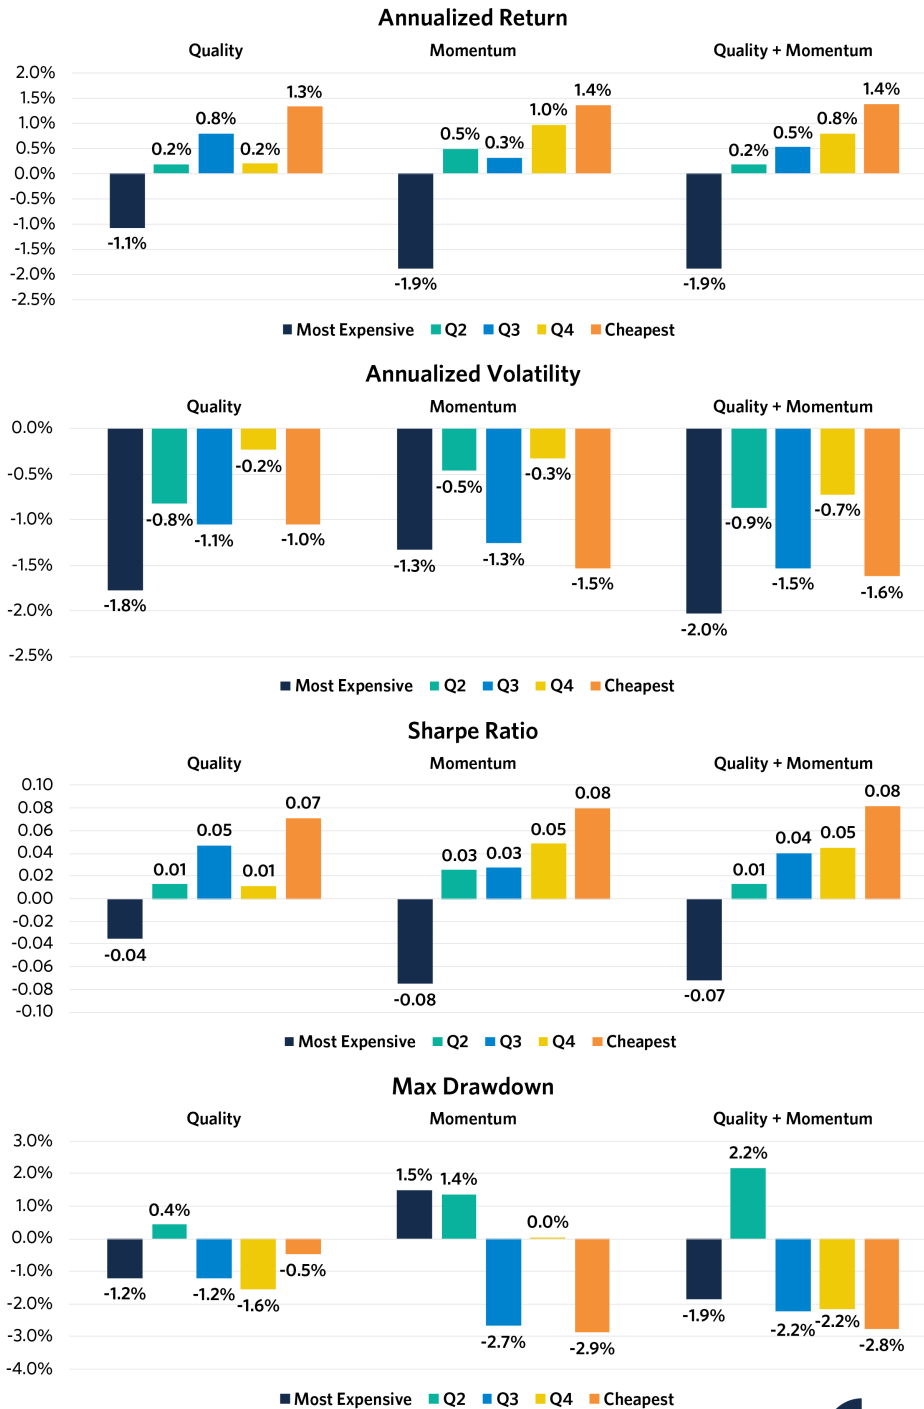 Annualized Return
Quality Momentum Quality + Momentum
2.0%
1.5%
1.0%
0.5%
0.0%
-0.5%
-1.0%
-1.5%
-2.0%
-2.5%
-1.1% 0.2% 0.8% 0.2% 1.3%
-1.9% 0.5% 0.3% 1.0% 1.4%
-1.9% 0.2% 0.5% 0.8% 1.4%
Most Expensive Q2 Q3 Q4 Cheapest
Annualized Volatility
Quality Momentum Quality + Momentum
0.0%
-0.5%
-1.0%
-1.5%
-2.0%
-2.5%
-1.8% -0.8% -1.1% -0.2% -1.0%
-1.3% -0.5% -1.3% -0.3% -1.5%
-2.0% -0.9% -1.5% -0.7% -1.6%
Most Expensive Q2 Q3 Q4 Cheapest
Sharpe Ratio
Quality Momentum Quality + Momentum
0.10
0.08
0.06
0.04
0.02
0.00
-0.02
-0.04
-0.06
-0.08
-0.10
-0.04 0.01 0.05 0.01 0.07
-0.08 0.03 0.03 0.05 0.08
-0.07 0.01 0.04 0.05 0.08
Most Expensive Q2 Q3 Q4 Cheapest
Max Drawdown
Quality Momentum Quality + Momentum
3.0%
2.0%
1.0%
0.0%
-1.0%
-2.0%
-3.0%
-4.0%
-1.2% 0.4% -1.2% -1.6% -0.5%
1.5% 1.4% -2.7% 0.0% -2.9%
-1.9% 2.2% -2.2% -2.2% -2.8%
Most Expensive Q2 Q3 Q4 Cheapest